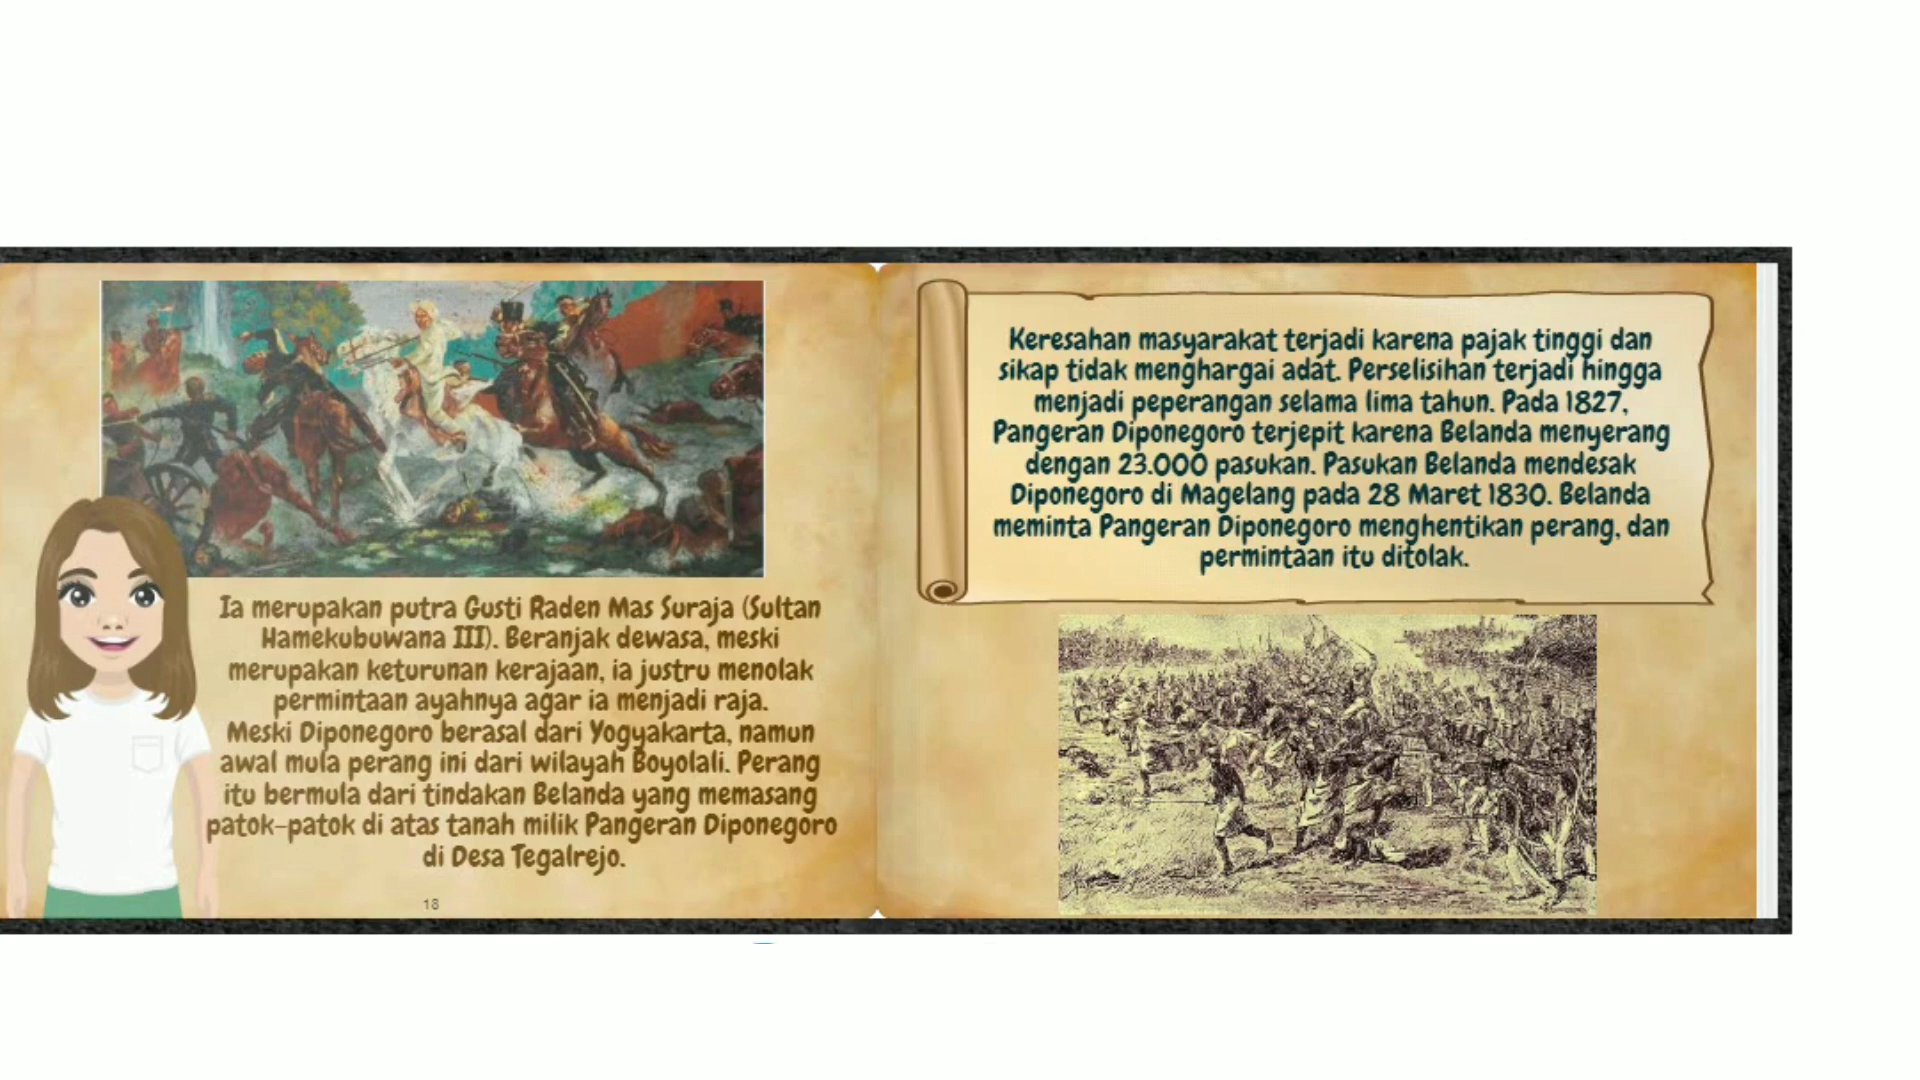 Ia merupakan putra Gusti Raden Mas Suraja (Sultan
Hamekubuwana III). Beranjak dewasa, meski
merupakan keturunan kerajaan, ia justru menolak
permintaan ayahnya agar ia menjadi raja.
Meski Diponegoro berasal dari Yogyakarta, namun
awal mula perang ini dari wilayah Boyolali. Perang
itu bermula dari tindakan Belanda yang memasang
patok-patok di atas tanah milik Pangeran Diponegoro
di Desa Tegalrejo.
18
Keresahan masyarakat terjadi karena pajak tinggi dan
sikap tidak menghargai adat. Perselisihan terjadi hingga
menjadi peperangan selama lima tahun. Pada 1827,
Pangeran Diponegoro terjepit karena Belanda menyerang
dengan 23.000 pasukan. Pasukan Belanda mendesak
Diponegoro di Magelang pada 28 Maret 1830. Belanda
meminta Pangeran Diponegoro menghentikan perang, dan
permintaan itu ditolak.